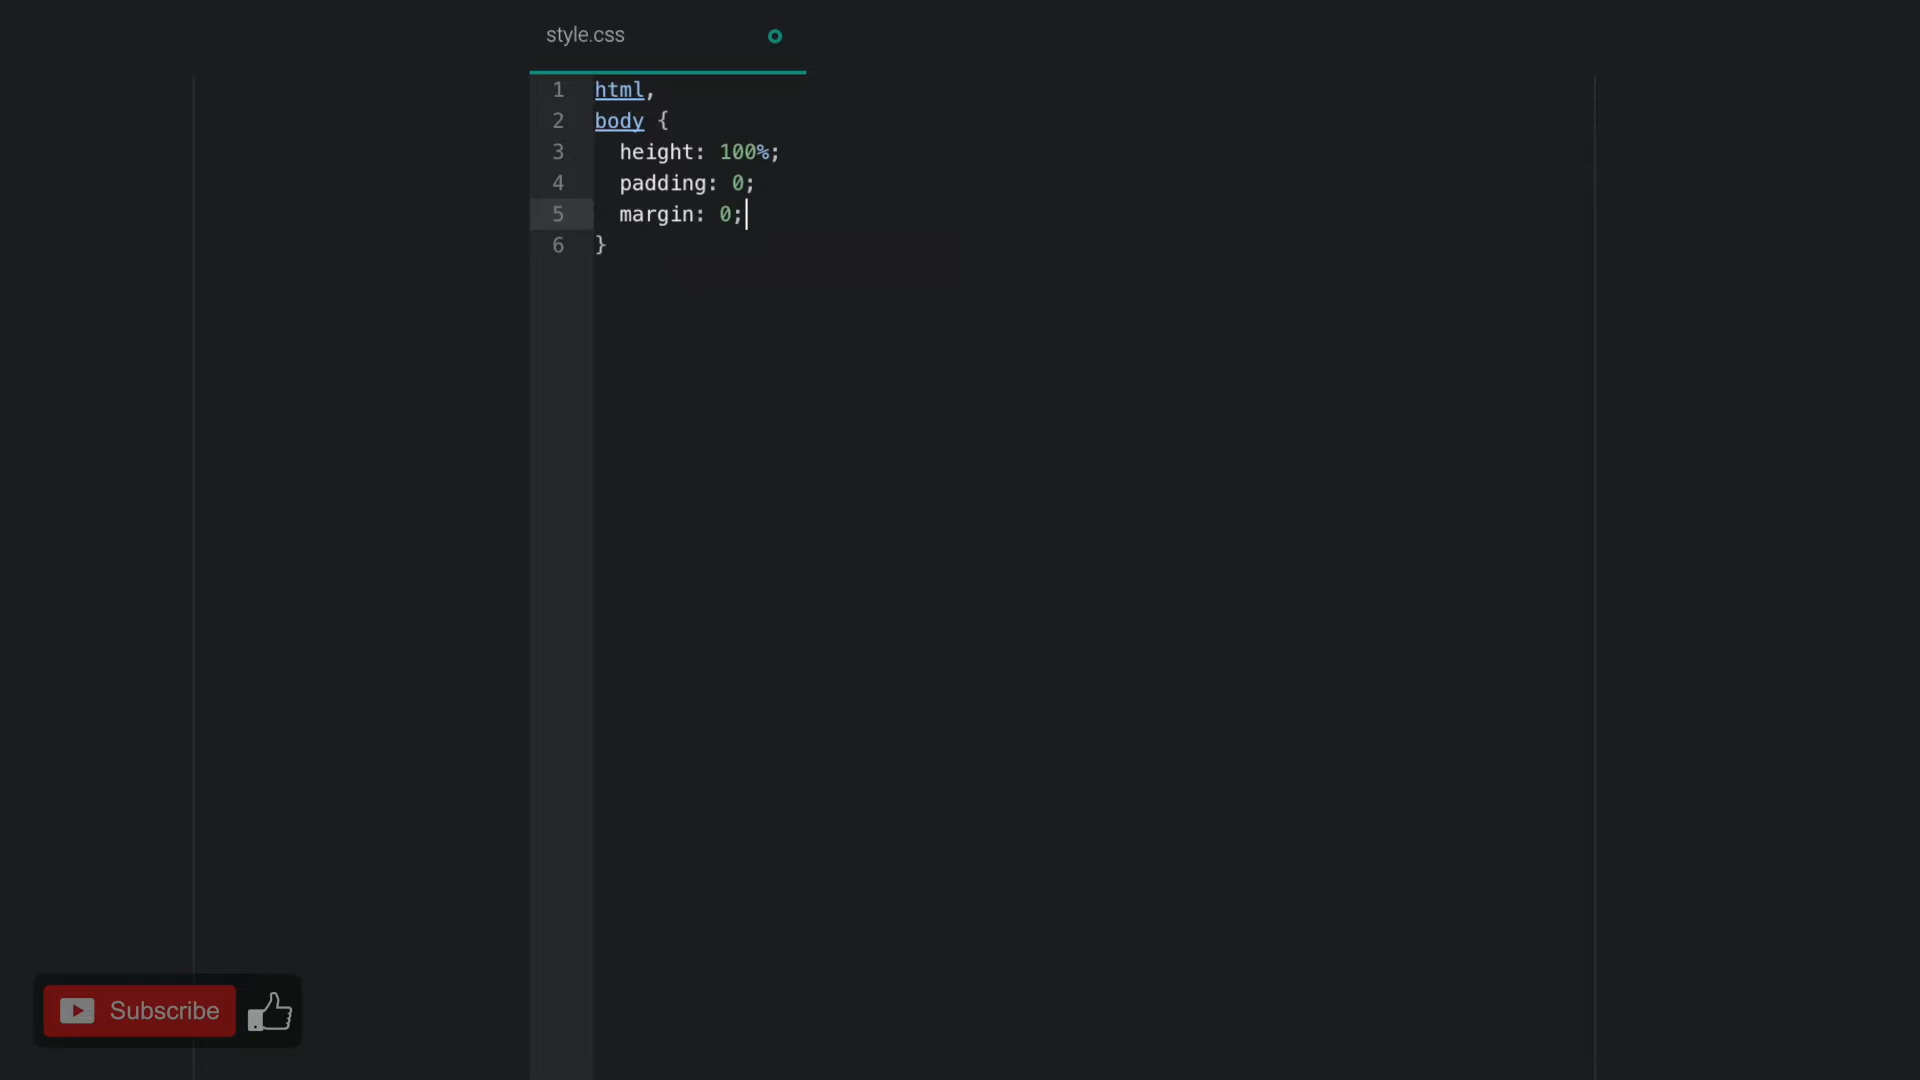 style.css
1 html,
2 body {
3   height: 100%;
4   padding: 0;
5   margin: 0;
6 }
Subscribe